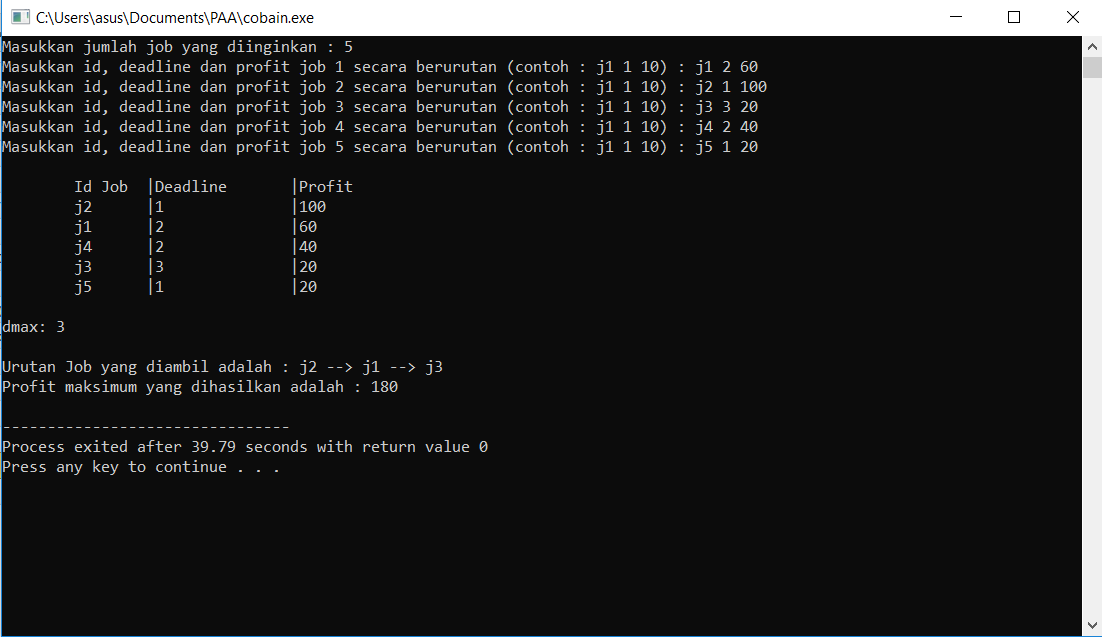 C:\Users\asus\Documents\PAA\cobain.exe
Masukkan jumlah job yang diinginkan : 5
Masukkan id, deadline dan profit job 1 secara berurutan (contoh : j1 1 10) : j1 2 60
Masukkan id, deadline dan profit job 2 secara berurutan (contoh : j1 1 10) : j2 1 100
Masukkan id, deadline dan profit job 3 secara berurutan (contoh : j1 1 10) : j3 3 20
Masukkan id, deadline dan profit job 4 secara berurutan (contoh : j1 1 10) : j4 2 40
Masukkan id, deadline dan profit job 5 secara berurutan (contoh : j1 1 10) : j5 1 20
Id Job |Deadline |Profit
j2 |1 |100
j1 |2 |60
j4 |2 |40
j3 |3 |20
j5 |1 |20
dmax: 3
Urutan Job yang diambil adalah : j2 --> j1 --> j3
Profit maksimum yang dihasilkan adalah : 180
--------------------------------
Process exited after 39.79 seconds with return value 0
Press any key to continue . . .